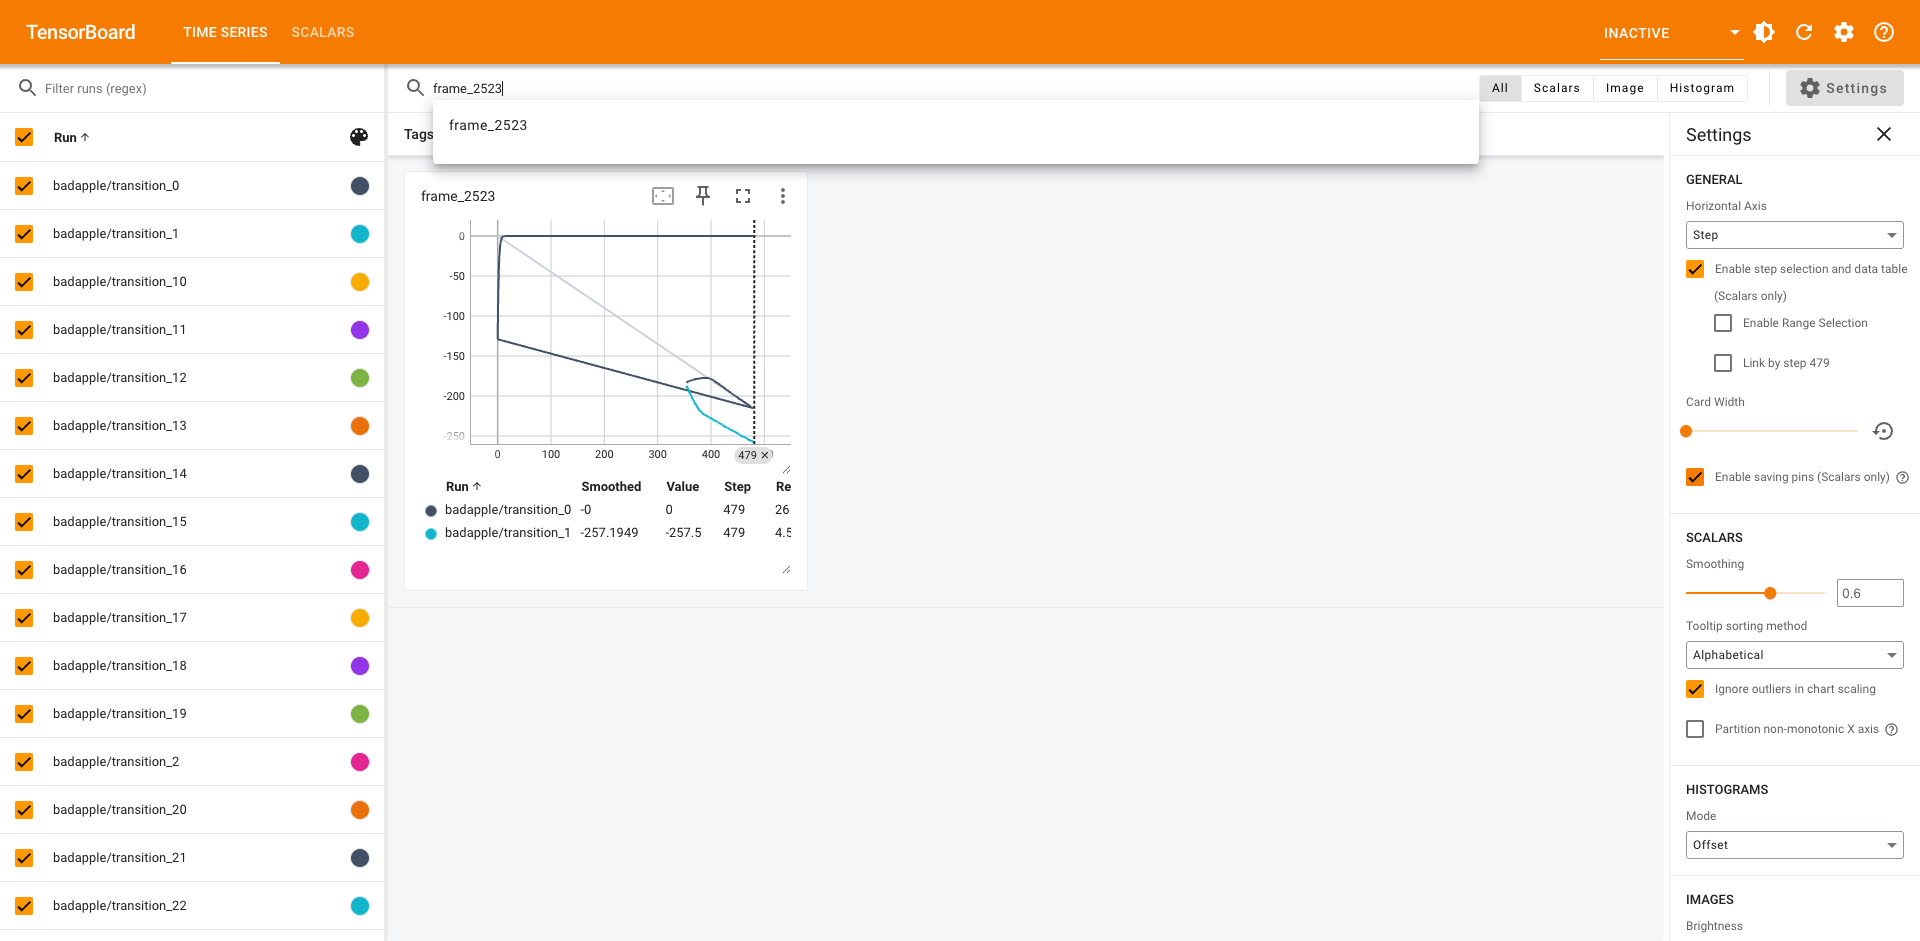 TensorBoard
TIME SERIES
SCALARS
INACTIVE
Filter runs (regex)
frame_2523
All
Scalars
Image
Histogram
Settings
frame_2523
Tags
Run
badapple/transition_0
badapple/transition_1
badapple/transition_10
badapple/transition_11
badapple/transition_12
badapple/transition_13
badapple/transition_14
badapple/transition_15
badapple/transition_16
badapple/transition_17
badapple/transition_18
badapple/transition_19
badapple/transition_2
badapple/transition_20
badapple/transition_21
badapple/transition_22
frame_2523
0
-50
-100
-150
-200
-250
0 100 200 300 400 479
Run Smoothed Value Step Re
badapple/transition_0 -0 0 479 26.
badapple/transition_1 -257.1949 -257.5 479 4.5
Settings
GENERAL
Horizontal Axis
Step
Enable step selection and data table
(Scalars only)
Enable Range Selection
Link by step 479
Card Width
Enable saving pins (Scalars only)
SCALARS
Smoothing
0.6
Tooltip sorting method
Alphabetical
Ignore outliers in chart scaling
Partition non-monotonic X axis
HISTOGRAMS
Mode
Offset
IMAGES
Brightness